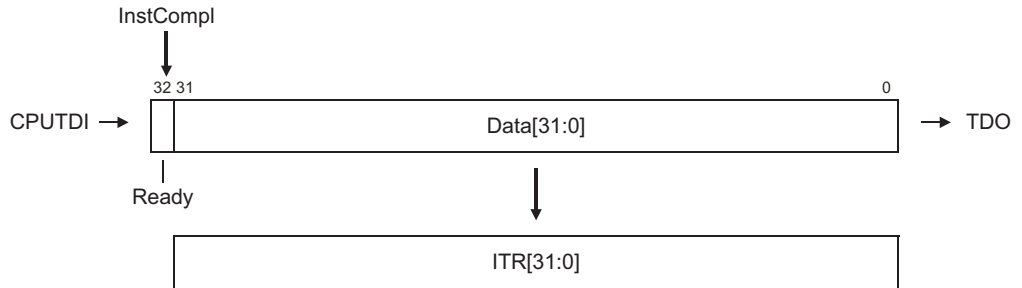 InstCompl
32 31 0
CPUTDI Data[31:0] TDO
Ready
ITR[31:0]